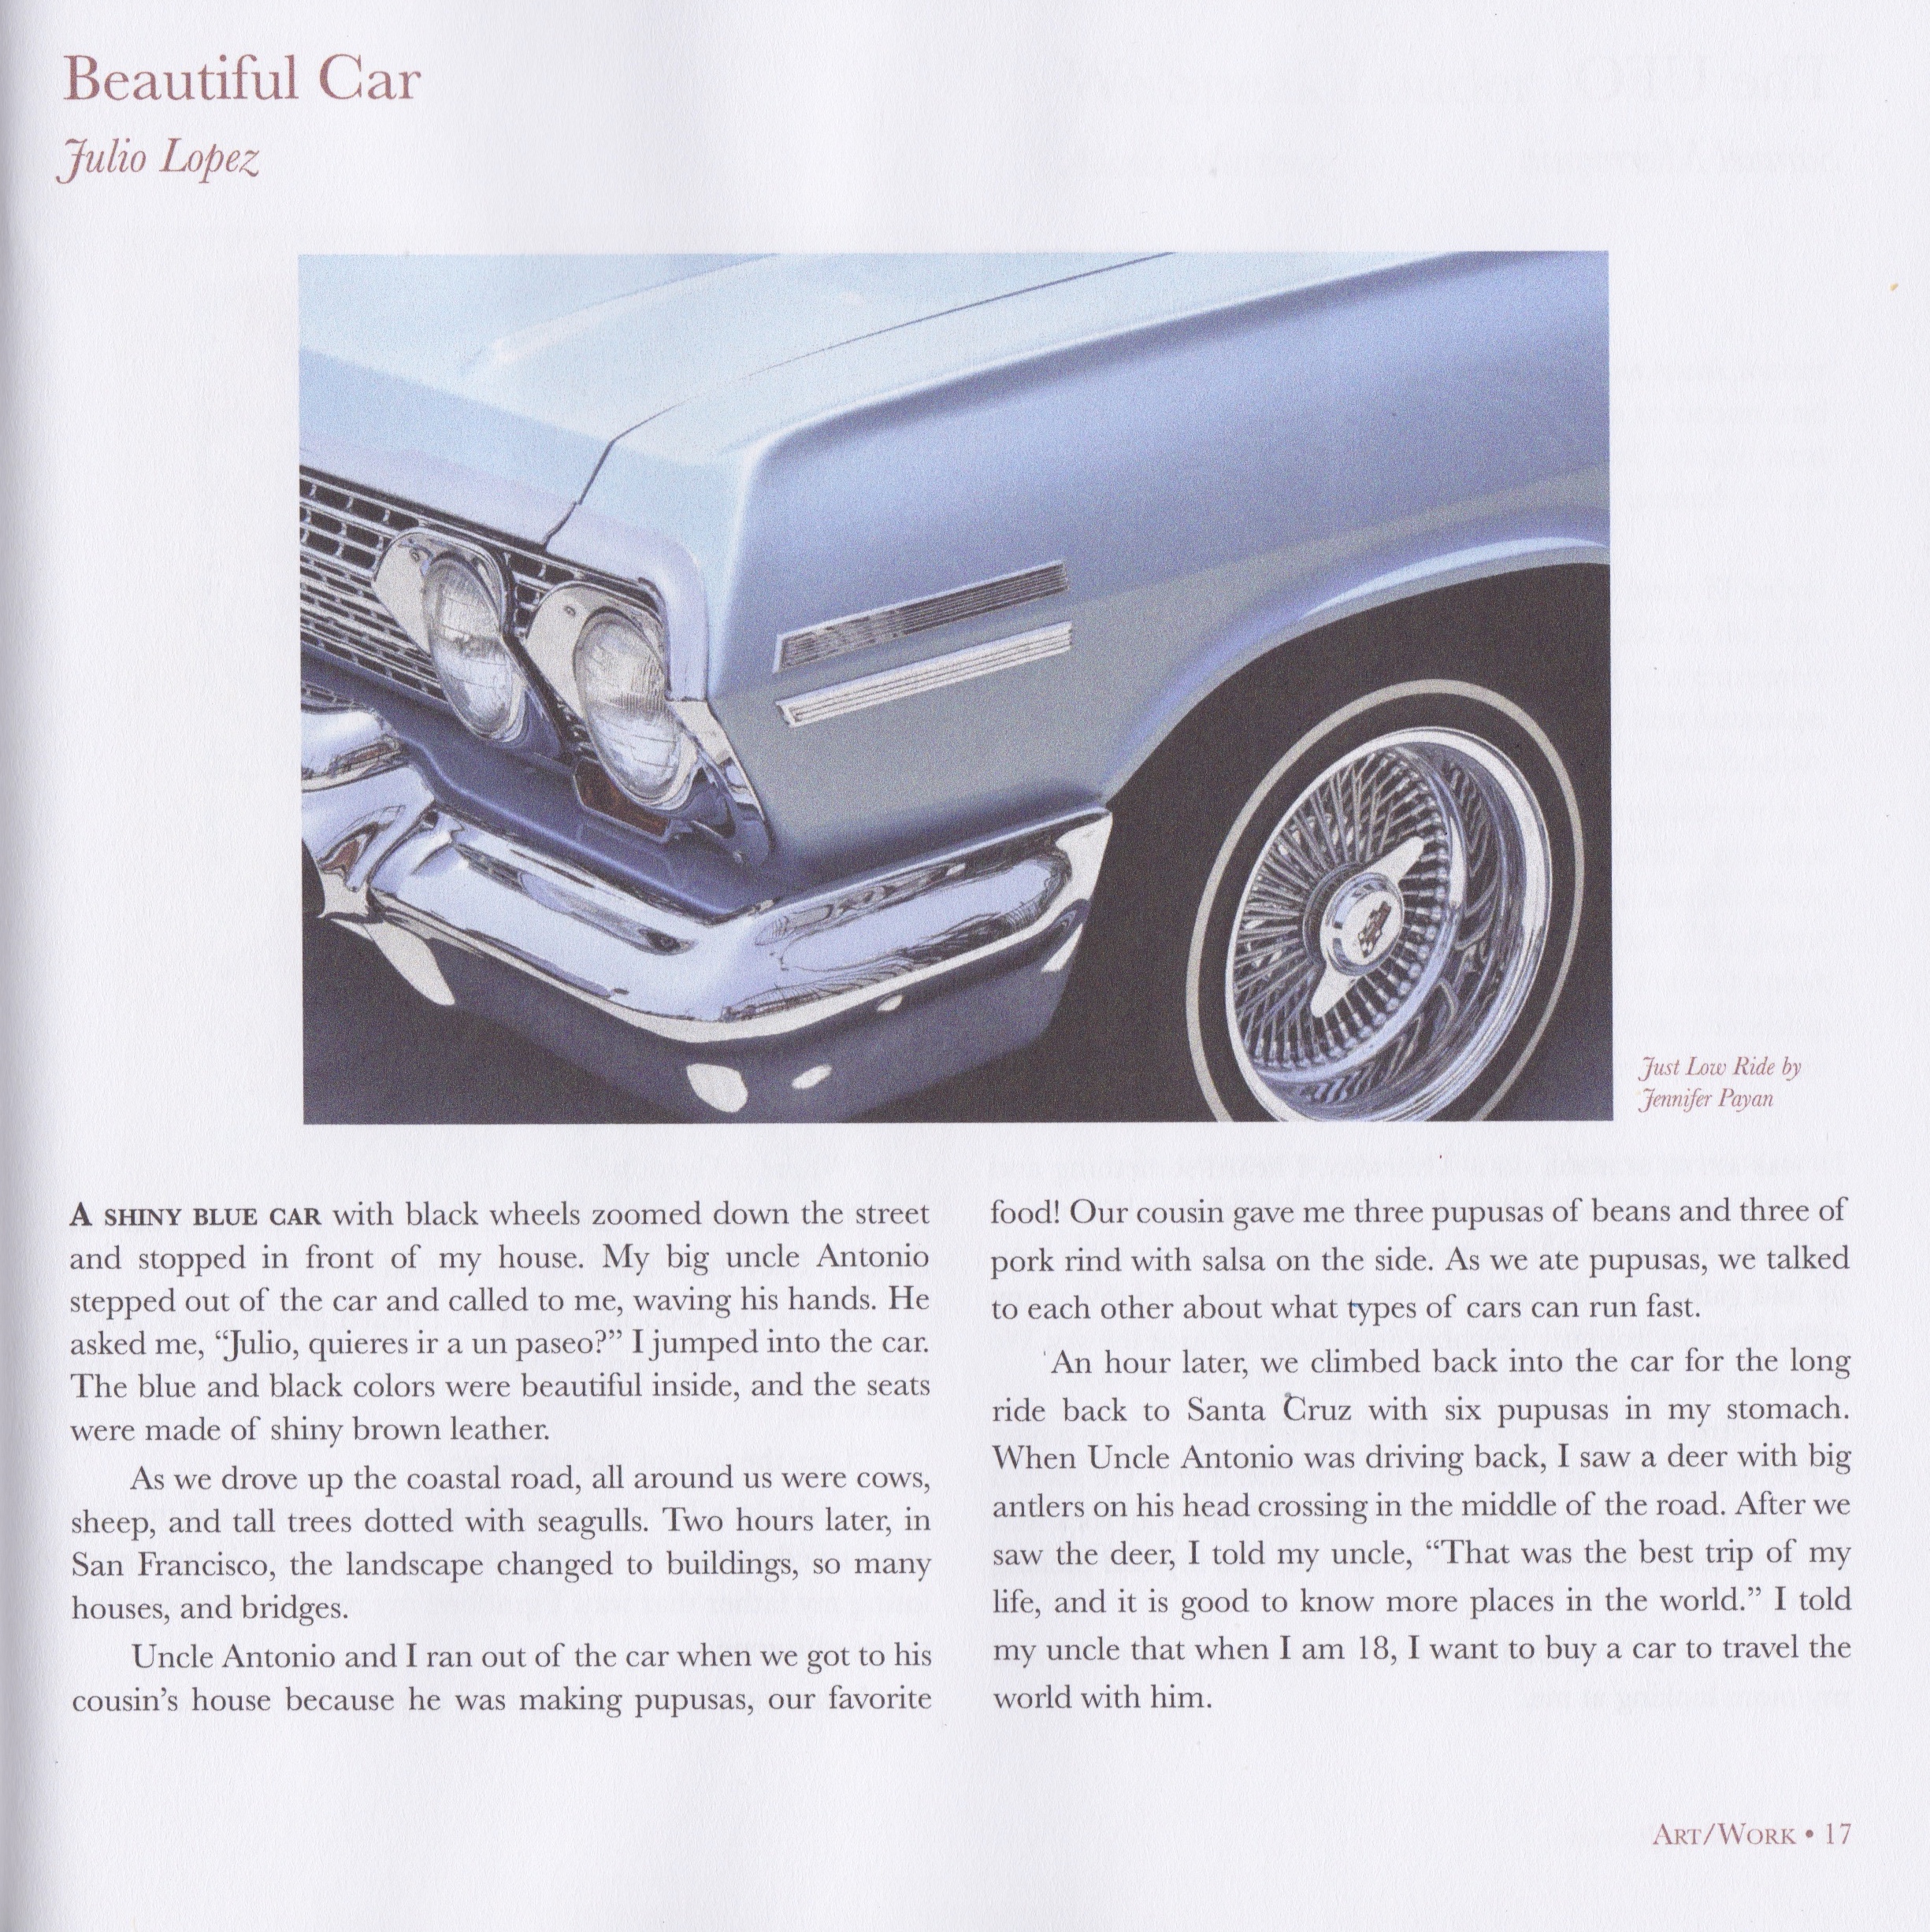 Beautiful Car
Julio Lopez
Just Low Ride by
Jennifer Payan
A SHINY BLUE CAR with black wheels zoomed down the street
and stopped in front of my house. My big uncle Antonio
stepped out of the car and called to me, waving his hands. He
asked me, “Julio, quieres ir a un paseo?” I jumped into the car.
The blue and black colors were beautiful inside, and the seats
were made of shiny brown leather.
As we drove up the coastal road, all around us were cows,
sheep, and tall trees dotted with seagulls. Two hours later, in
San Francisco, the landscape changed to buildings, so many
houses, and bridges.
Uncle Antonio and I ran out of the car when we got to his
cousin’s house because he was making pupusas, our favorite
food! Our cousin gave me three pupusas of beans and three of
pork rind with salsa on the side. As we ate pupusas, we talked
to each other about what types of cars can run fast.
An hour later, we climbed back into the car for the long
ride back to Santa Cruz with six pupusas in my stomach.
When Uncle Antonio was driving back, I saw a deer with big
antlers on his head crossing in the middle of the road. After we
saw the deer, I told my uncle, “That was the best trip of my
life, and it is good to know more places in the world.” I told
my uncle that when I am 18, I want to buy a car to travel the
world with him.
ART/WORK • 17